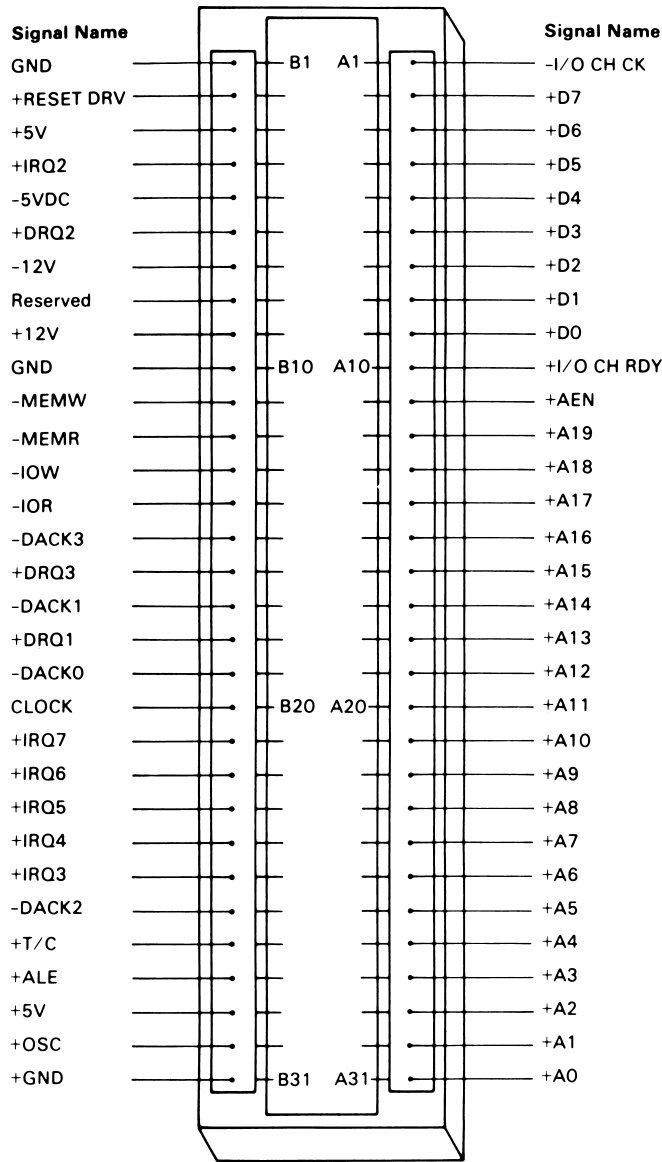 Signal Name Signal Name
GND B1 A1 -I/O CH CK
+RESET DRV +D7
+5V +D6
+IRQ2 +D5
-5VDC +D4
+DRQ2 +D3
-12V +D2
Reserved +D1
+12V +D0
GND B10 A10 +I/O CH RDY
-MEMW +AEN
-MEMR +A19
-IOW +A18
-IOR +A17
-DACK3 +A16
+DRQ3 +A15
-DACK1 +A14
+DRQ1 +A13
-DACK0 +A12
CLOCK B20 A20 +A11
+IRQ7 +A10
+IRQ6 +A9
+IRQ5 +A8
+IRQ4 +A7
+IRQ3 +A6
-DACK2 +A5
+T/C +A4
+ALE +A3
+5V +A2
+OSC +A1
+GND B31 A31 +A0